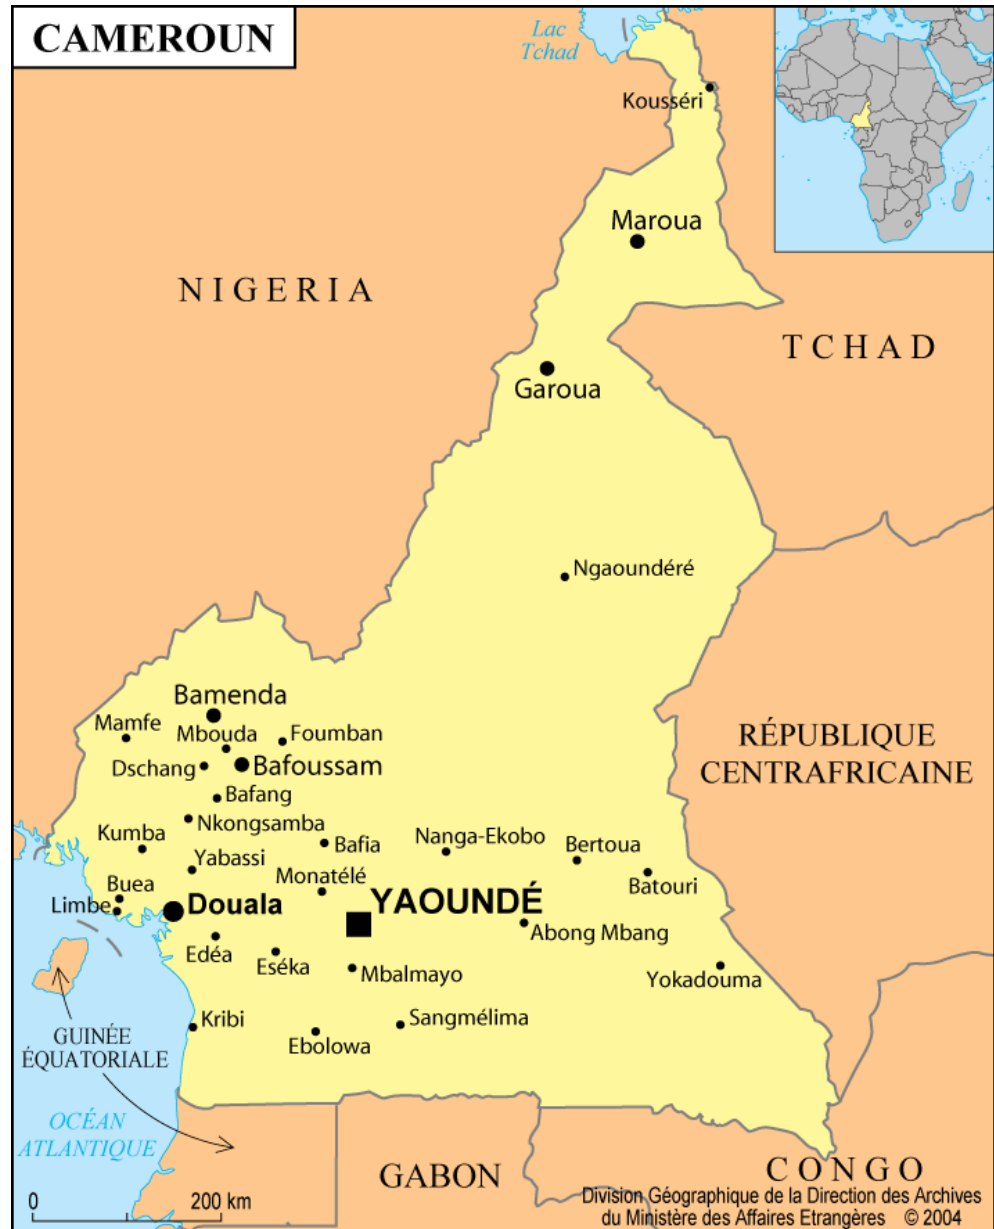 CAMEROUN
Lac
Tchad
Kousséri
Maroua
NIGERIA
TCHAD
Garoua
Ngaoundéré
Bamenda
Mamfe
Mbouda
Foumban
Dschang
Bafoussam
RÉPUBLIQUE
CENTRAFRICAINE
Bafang
Nkongsamba
Kumba
Bafia
Nanga-Ekobo
Bertoua
Yabassi
Monatélé
Batouri
Buea
Limbe
Douala
YAOUNDÉ
Abong Mbang
Edéa
Eséka
Mbalmayo
Yokadouma
Kribi
Sangmélima
Ebolowa
GUINÉE
ÉQUATORIALE
OCÉAN
ATLANTIQUE
GABON
CONGO
0 200 km
Division Géographique de la Direction des Archives
du Ministère des Affaires Etrangères © 2004